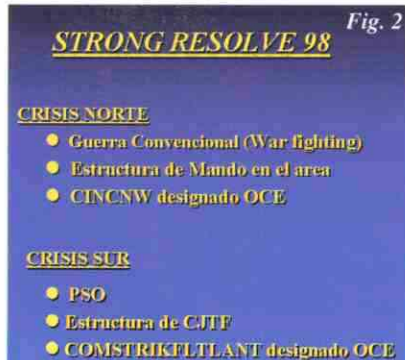 Fig. 2
STRONG RESOLVE 98
CRISIS NORTE
Guerra Convencional (War fighting)
Estructura de Mando en el area
CINCNW designado OCE
CRISIS SUR
PSO
Estructura de CJTF
COMSTRIKFLTLANT designado OCE